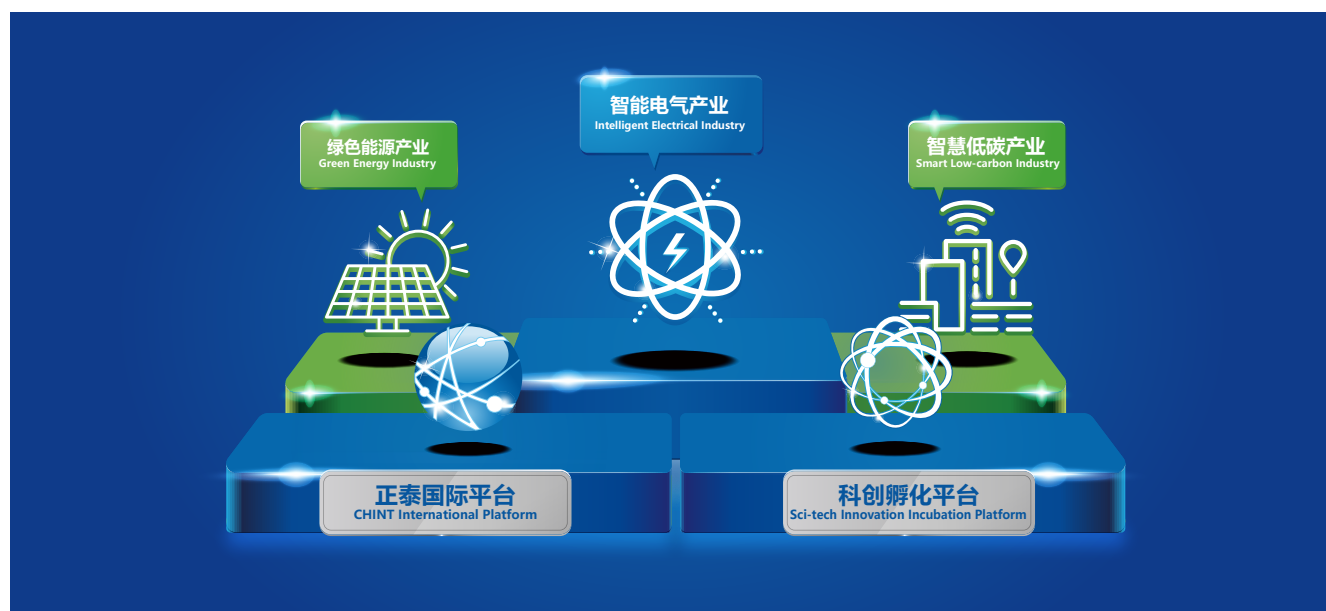 智能电气产业
Intelligent Electrical Industry
绿色能源产业
Green Energy Industry
智慧低碳产业
Smart Low-carbon Industry
正泰国际平台
CHINT International Platform
科创孵化平台
Sci-tech Innovation Incubation Platform